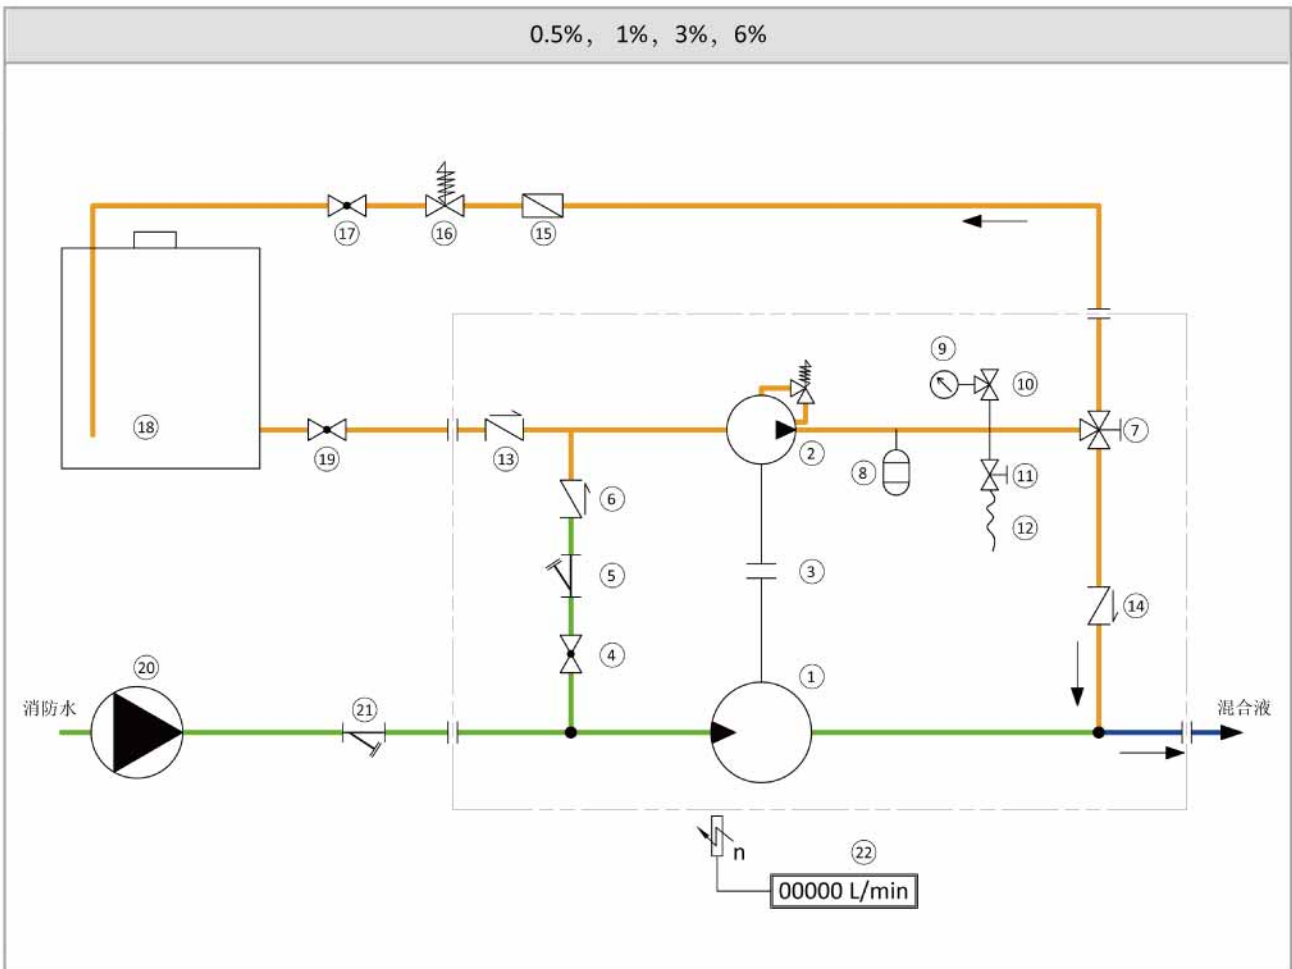 0.5%, 1%, 3%, 6%
⑰ ⑯ ⑮
⑨
⑩
⑱ ⑲ ⑬ ② ⑧ ⑦
⑪
⑥
⑫
⑤ ③
⑭
④
⑳ ①
消防水 ㉑ 混合液
n ㉒
00000 L/min